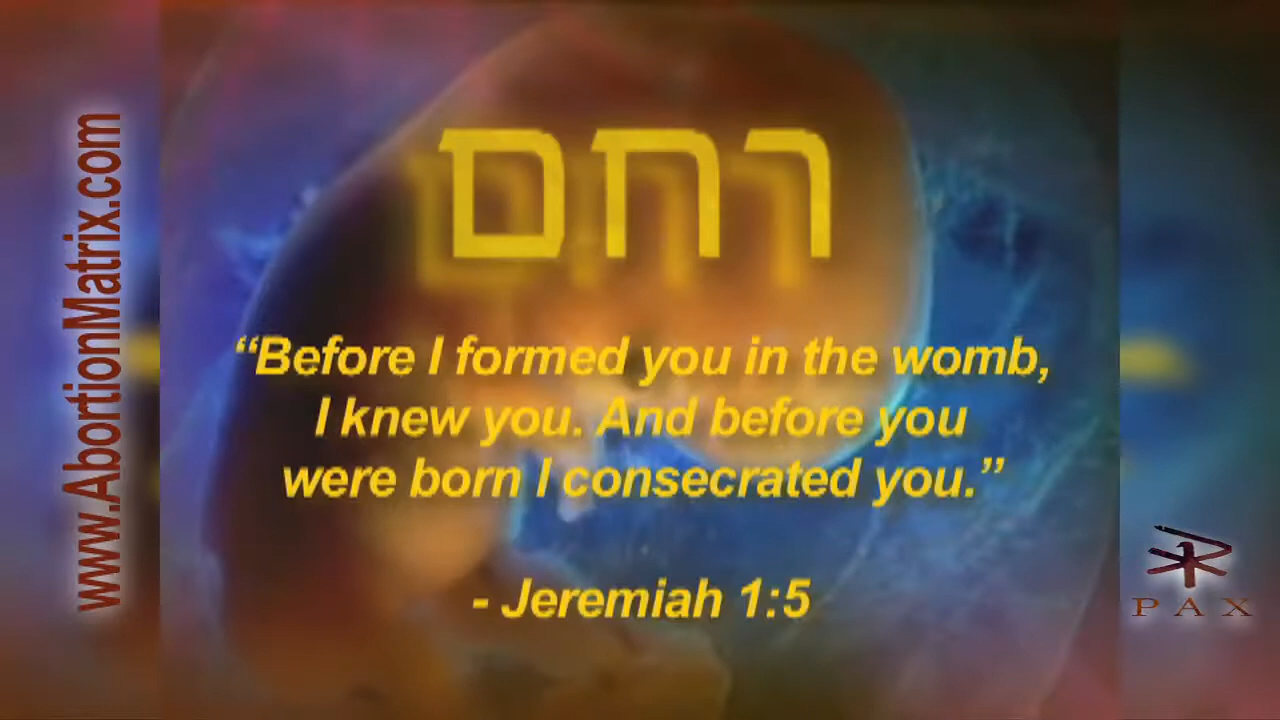 רחם
“Before I formed you in the womb,
I knew you. And before you
were born I consecrated you.”
- Jeremiah 1:5
www.AbortionMatrix.com
PAX